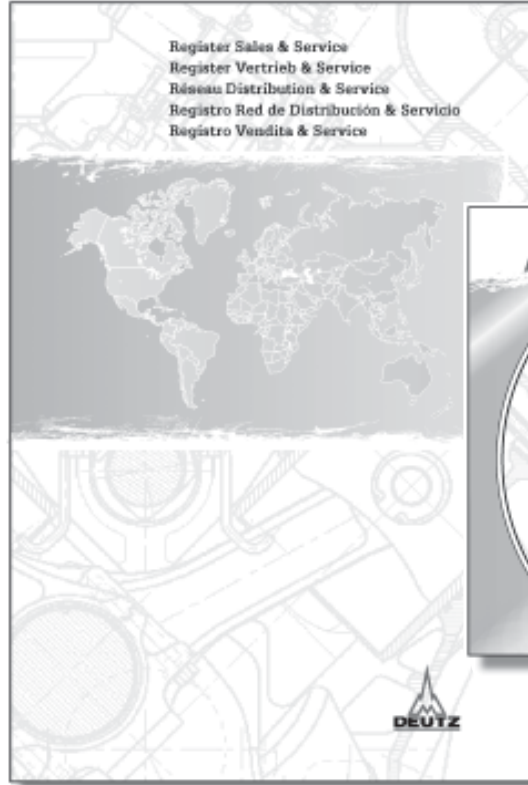 Register Sales & Service
Register Vertrieb & Service
Réseau Distribution & Service
Registro Red de Distribución & Servicio
Registro Vendita & Service
DEUTZ